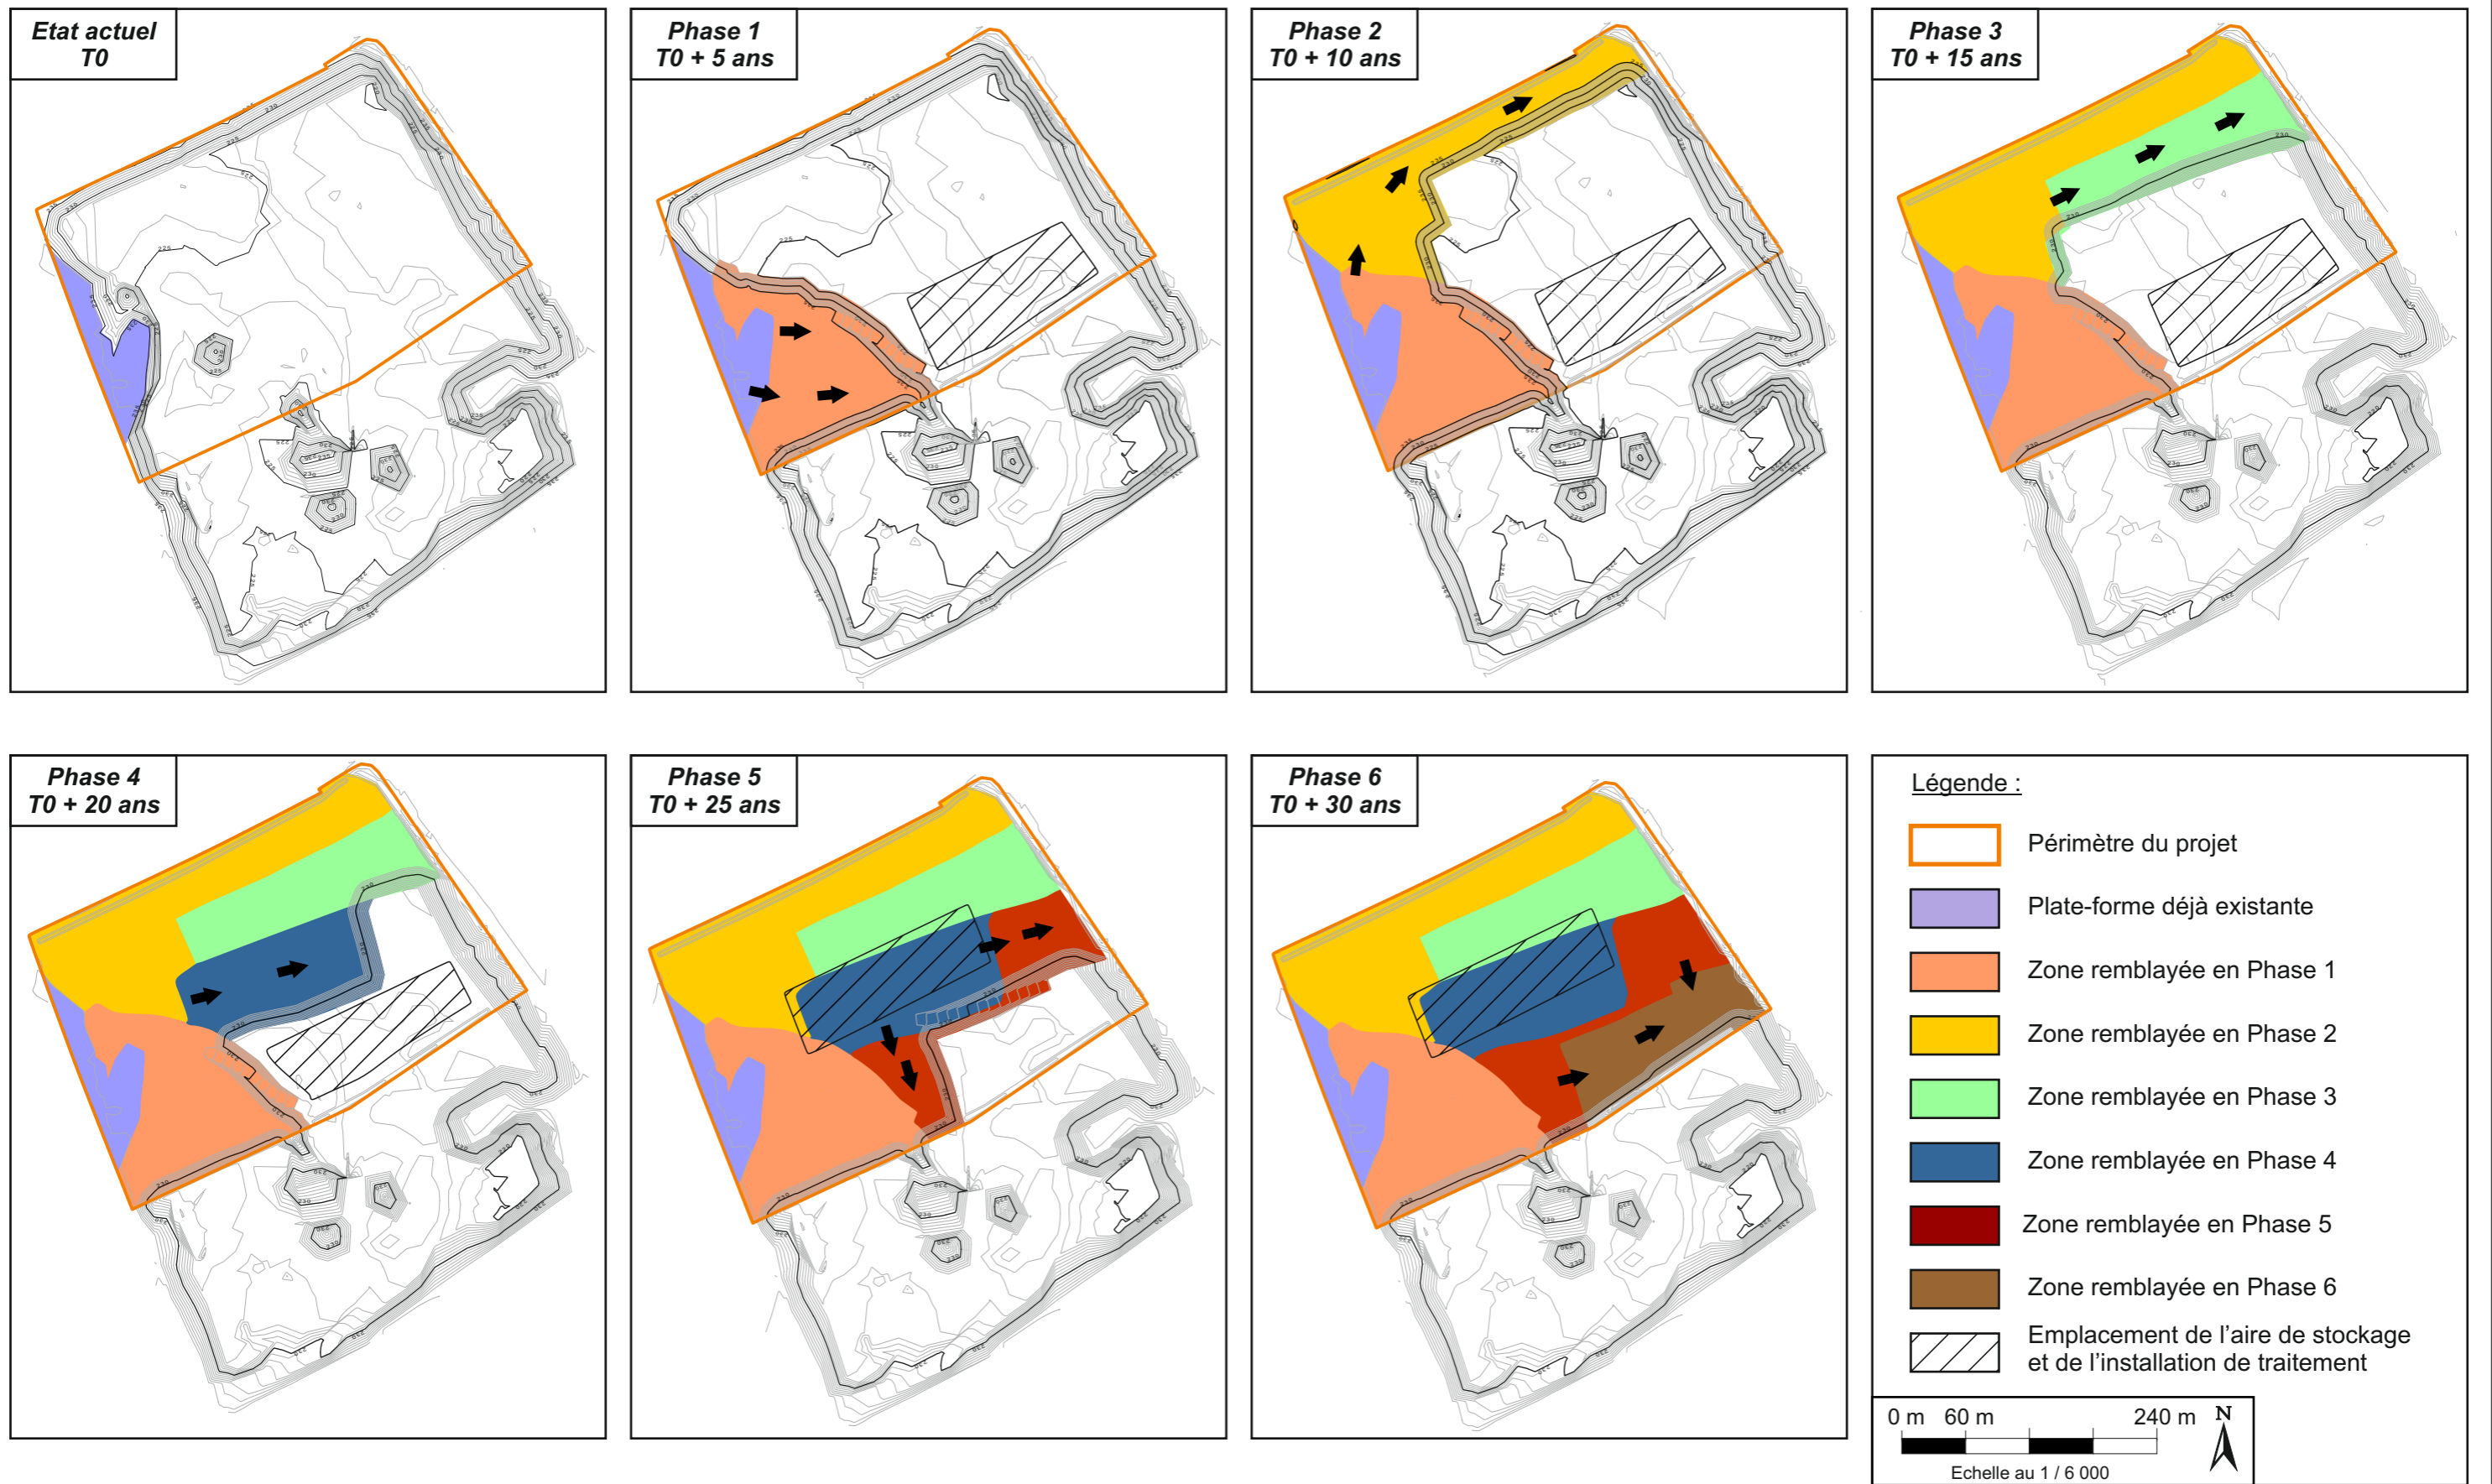 Etat actuel
T0
Phase 1
T0 + 5 ans
Phase 2
T0 + 10 ans
Phase 3
T0 + 15 ans
Phase 4
T0 + 20 ans
Phase 5
T0 + 25 ans
Phase 6
T0 + 30 ans
Légende :
Périmètre du projet
Plate-forme déjà existante
Zone remblayée en Phase 1
Zone remblayée en Phase 2
Zone remblayée en Phase 3
Zone remblayée en Phase 4
Zone remblayée en Phase 5
Zone remblayée en Phase 6
Emplacement de l'aire de stockage
et de l'installation de traitement
0 m 60 m 240 m N
Echelle au 1 / 6 000